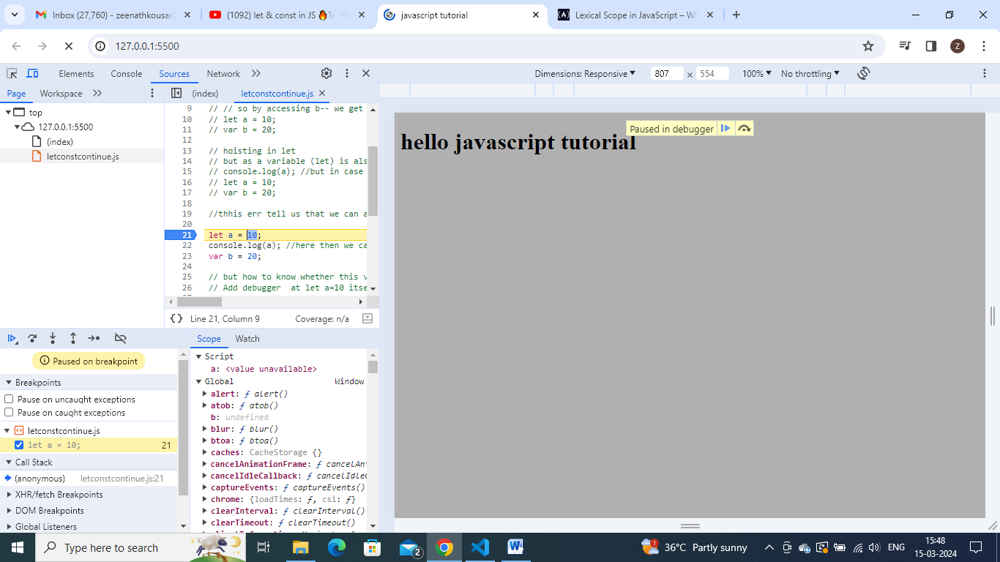 Inbox (27,760) - zeenathkousar2
(1092) let & const in JS 🔥Te
javascript tutorial
Lexical Scope in JavaScript – Wh
127.0.0.1:5500
Z
Elements Console Sources Network
Dimensions: Responsive 807 × 554 100% No throttling
Page Workspace
(index) letconstcontinue.js
top
127.0.0.1:5500
(index)
letconstcontinue.js
9 // // so by accessing b-- we get
10 // let a = 10;
11 // var b = 20;
12
13 // hoisting in let
14 // but as a variable (let) is als
15 // console.log(a); //but in case
16 // let a = 10;
17 // var b = 20;
18
19 //thhis err tell us that we can a
20
21 let a = 10;
22 console.log(a); //here then we ca
23 var b = 20;
24
25 // but how to know whether this v
26 // Add debugger  at let a=10 itse
{} Line 21, Column 9 Coverage: n/a
Paused in debugger
hello javascript tutorial
Paused on breakpoint
Breakpoints
Pause on uncaught exceptions
Pause on caught exceptions
letconstcontinue.js
let a = 10; 21
Call Stack
(anonymous) letconstcontinue.js:21
XHR/fetch Breakpoints
DOM Breakpoints
Global Listeners
Scope Watch
Script
a: <value unavailable>
Global Window
alert: ƒ alert()
atob: ƒ atob()
b: undefined
blur: ƒ blur()
btoa: ƒ btoa()
caches: CacheStorage {}
cancelAnimationFrame: ƒ cancelAni
cancelIdleCallback: ƒ cancelIdleC
captureEvents: ƒ captureEvents()
chrome: {loadTimes: ƒ, csi: ƒ}
clearInterval: ƒ clearInterval()
clearTimeout: ƒ clearTimeout()
Type here to search
2
1
36°C Partly sunny
ENG
15:48
15-03-2024